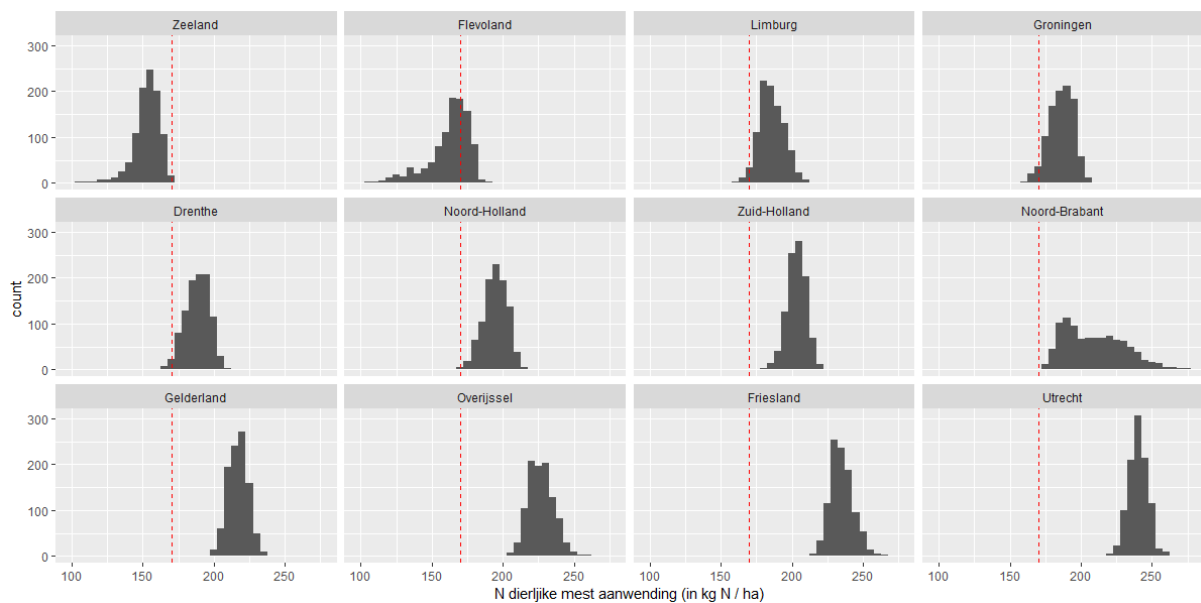 Zeeland Flevoland Limburg Groningen
300
200
100
0
Drenthe Noord-Holland Zuid-Holland Noord-Brabant
300
200
100
0
count
Gelderland Overijssel Friesland Utrecht
300
200
100
0
100 150 200 250 100 150 200 250 100 150 200 250 100 150 200 250
N dierljike mest aanwending (in kg N / ha)